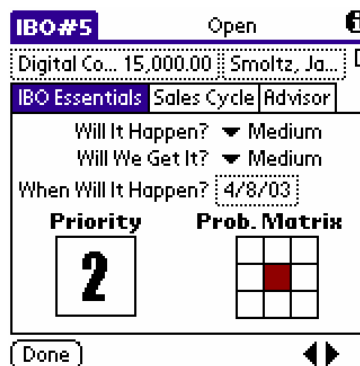 IBO#5 Open
Digital Co... 15,000.00 Smoltz, Ja...
IBO Essentials Sales Cycle Advisor
Will It Happen? Medium
Will We Get It? Medium
When Will It Happen? 4/8/03
Priority Prob. Matrix
2
Done